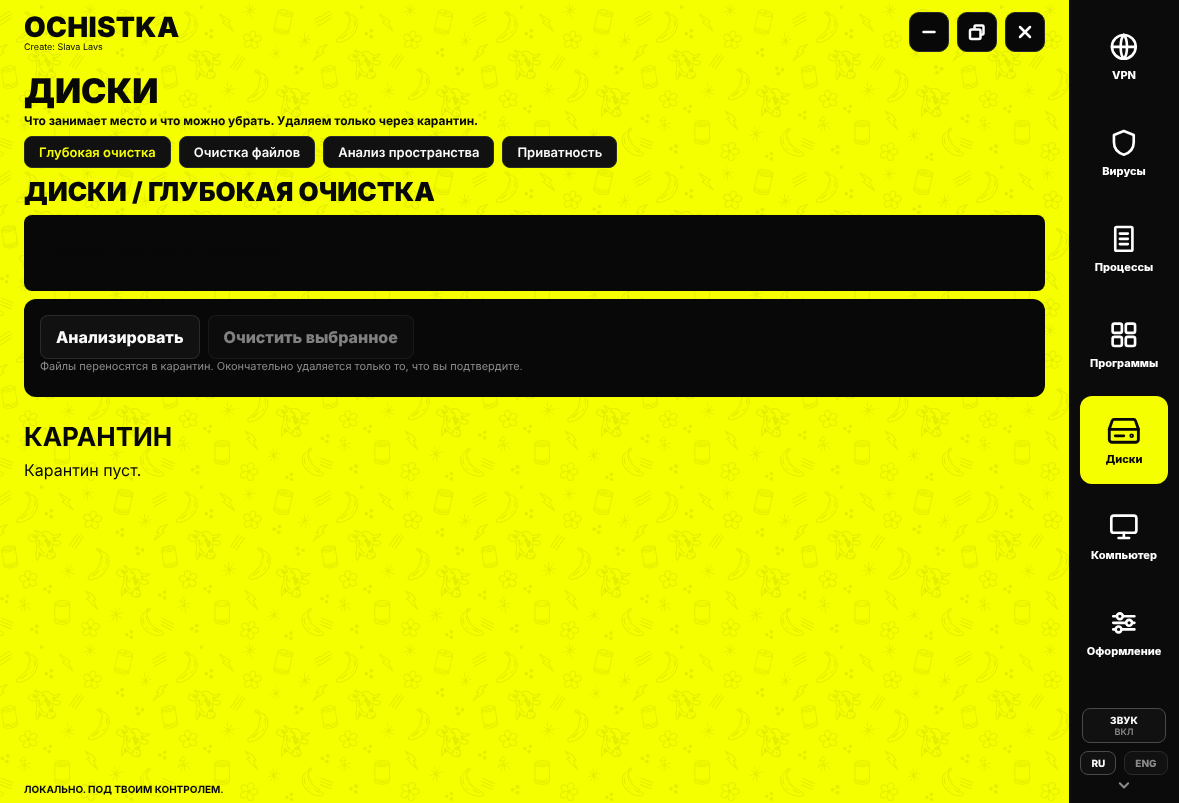 OCHISTKA
Create: Slava Lavs
ДИСКИ
Что занимает место и что можно убрать. Удаляем только через карантин.
Глубокая очистка
Очистка файлов
Анализ пространства
Приватность
ДИСКИ / ГЛУБОКАЯ ОЧИСТКА
Анализировать
Очистить выбранное
Файлы переносятся в карантин. Окончательно удаляется только то, что вы подтвердите.
КАРАНТИН
Карантин пуст.
ЛОКАЛЬНО. ПОД ТВОИМ КОНТРОЛЕМ.
VPN
Вирусы
Процессы
Программы
Диски
Компьютер
Оформление
ЗВУК
ВКЛ
RU
ENG